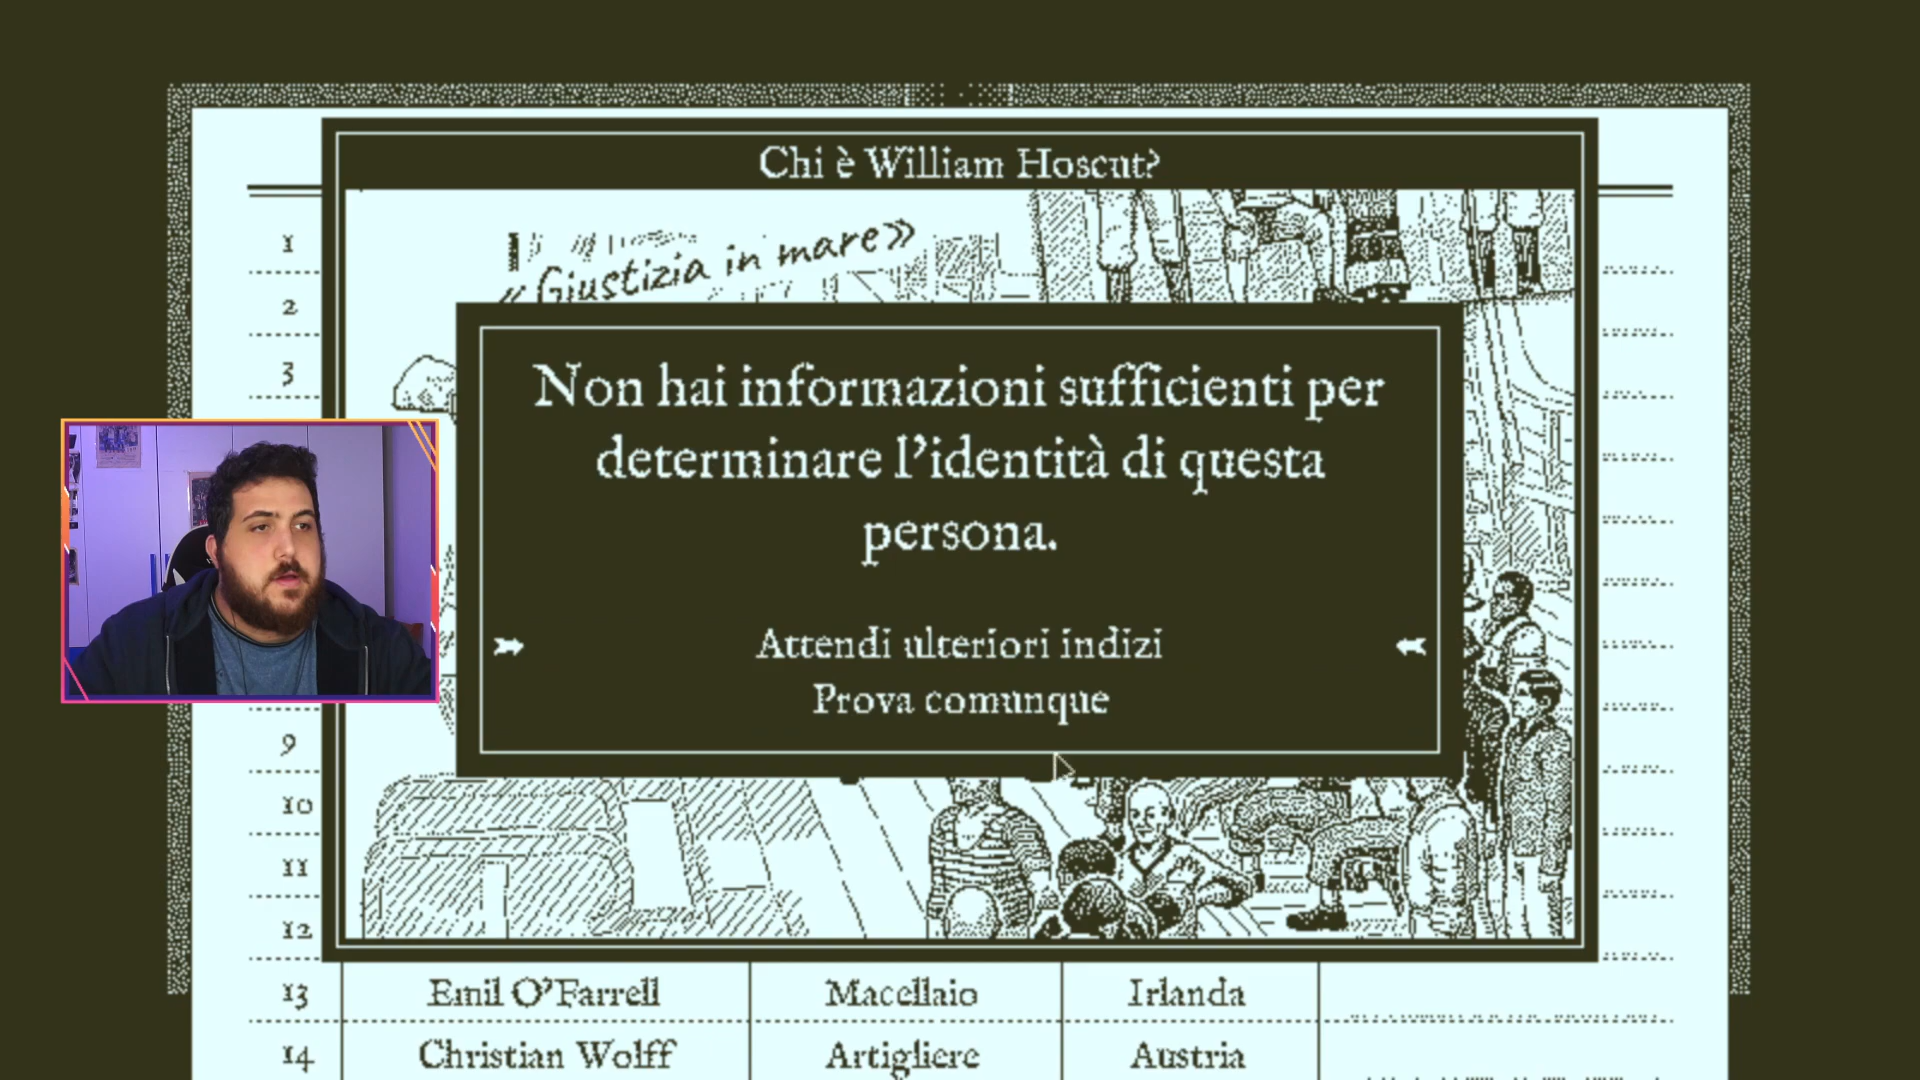 Chi è William Hoscut?
« Giustizia in mare »
1
2
3
Non hai informazioni sufficienti per
determinare l'identità di questa
persona.
Attendi ulteriori indizi
Prova comunque
9
10
11
12
13 Emil O'Farrell Macellaio Irlanda
14 Christian Wolff Artigliere Austria